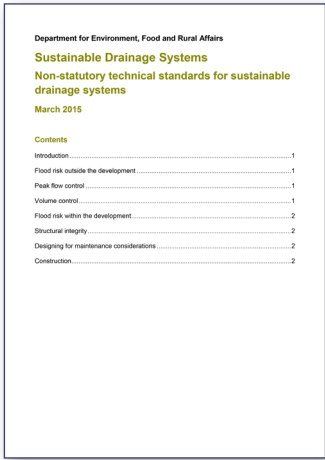 Department for Environment, Food and Rural Affairs
Sustainable Drainage Systems
Non-statutory technical standards for sustainable
drainage systems
March 2015
Contents
Introduction 1
Flood risk outside the development 1
Peak flow control 1
Volume control 1
Flood risk within the development 2
Structural integrity 2
Designing for maintenance considerations 2
Construction 2